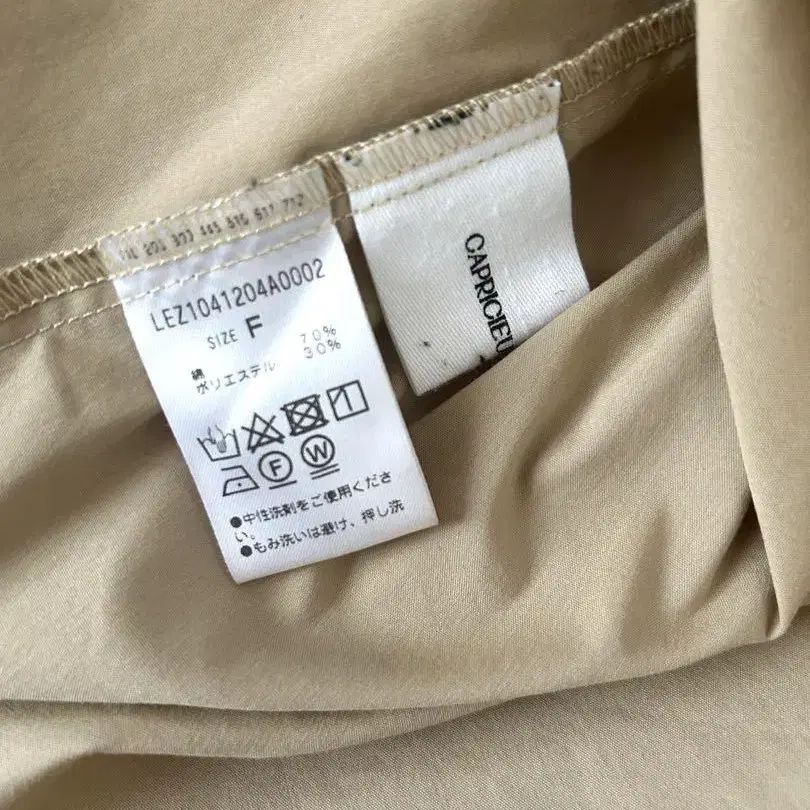 LEZ1041204A0002
SIZE F
綿 70%
ポリエステル 30%
F W
●中性洗剤をご使用くださ
い。
●もみ洗いは避け、押し洗
CAPRICIEU